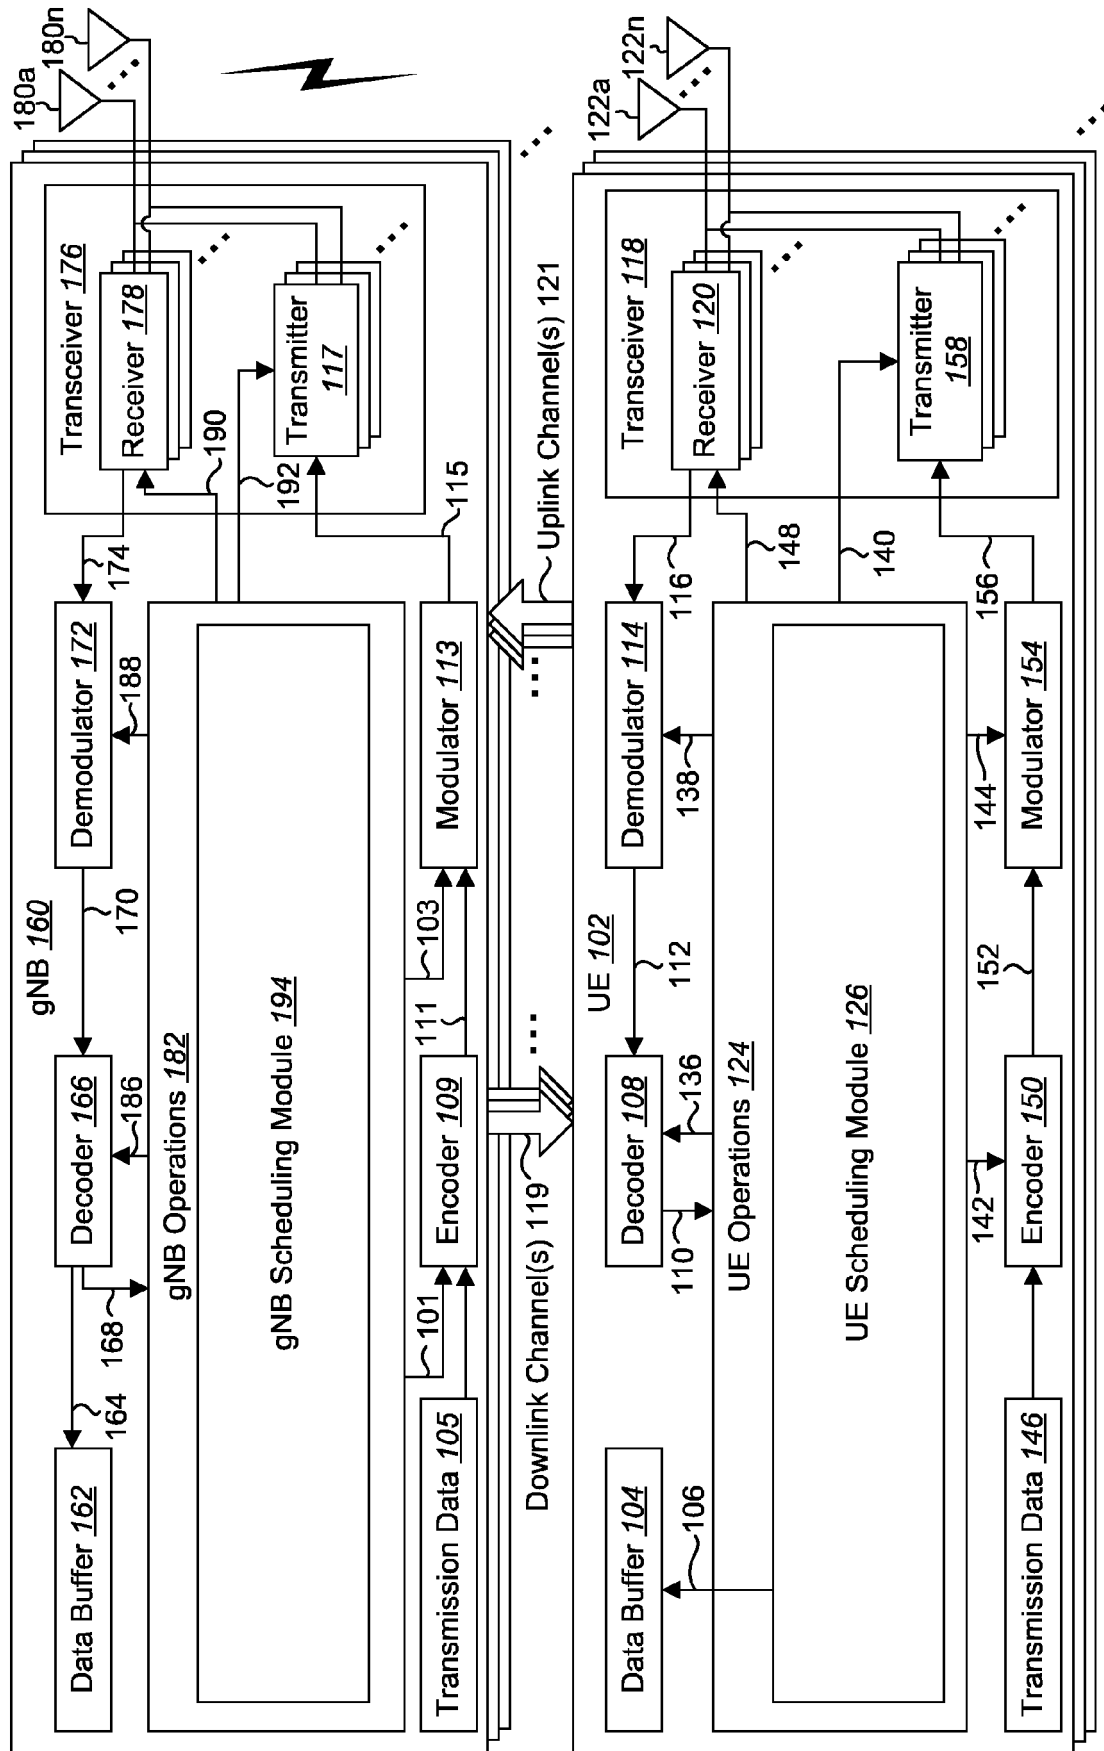 gNB 160
180a
180n
Transceiver 176
Data Buffer 162
164
Decoder 166
170
Demodulator 172
174
Receiver 178
168
186
188
190
gNB Operations 182
gNB Scheduling Module 194
192
Transmitter 117
101
103
115
Transmission Data 105
Encoder 109
111
Modulator 113
Downlink Channel(s) 119
Uplink Channel(s) 121
UE 102
122a
122n
Transceiver 118
Data Buffer 104
Decoder 108
112
Demodulator 114
116
Receiver 120
106
110
136
138
148
UE Operations 124
UE Scheduling Module 126
140
Transmitter 158
142
144
156
Transmission Data 146
Encoder 150
152
Modulator 154